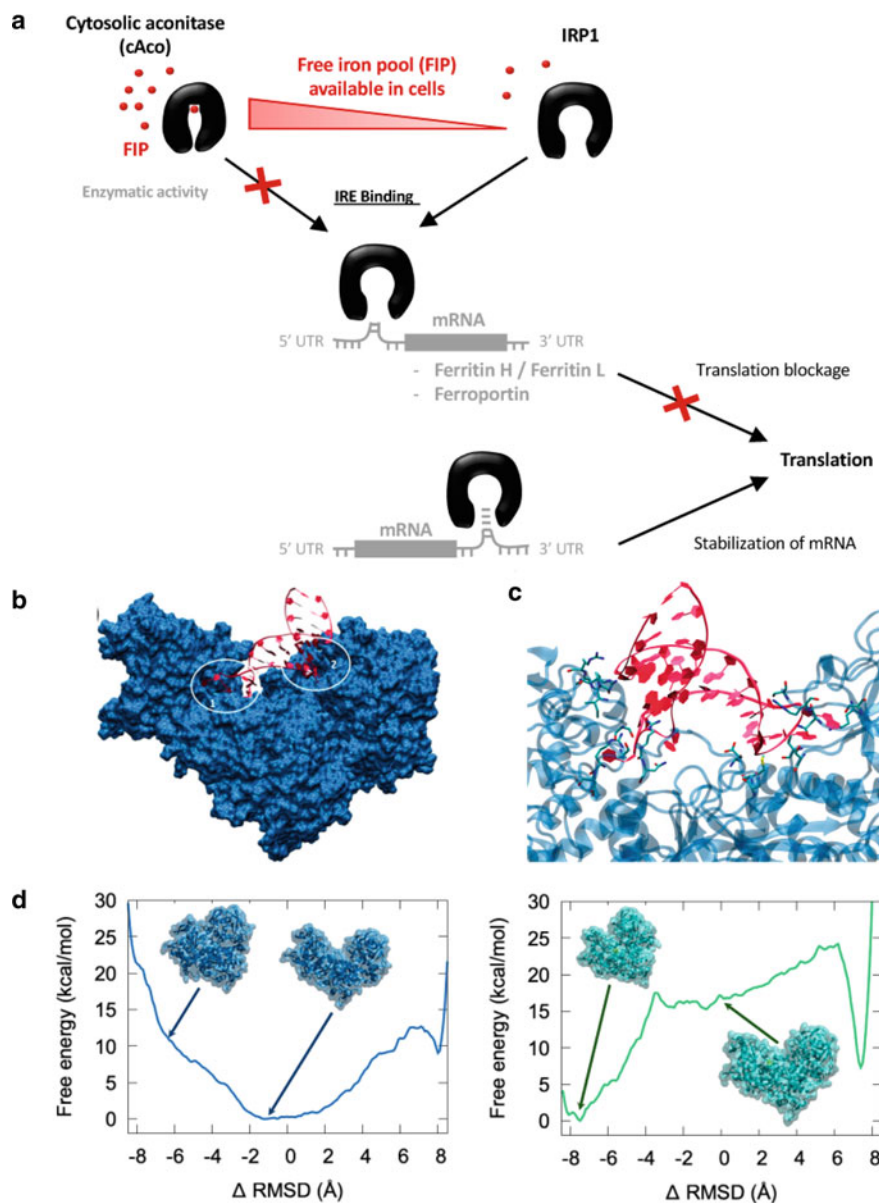 a
Cytosolic aconitase
(cAco)
IRP1
Free iron pool (FIP)
available in cells
FIP
Enzymatic activity
IRE Binding
mRNA
5' UTR
3' UTR
- Ferritin H / Ferritin L
- Ferroportin
Translation blockage
Translation
mRNA
5' UTR
3' UTR
Stabilization of mRNA
b
1
2
c
d
Free energy (kcal/mol)
30
25
20
15
10
5
0
-8 -6 -4 -2 0 2 4 6 8
Δ RMSD (Å)
Free energy (kcal/mol)
30
25
20
15
10
5
0
-8 -6 -4 -2 0 2 4 6 8
Δ RMSD (Å)